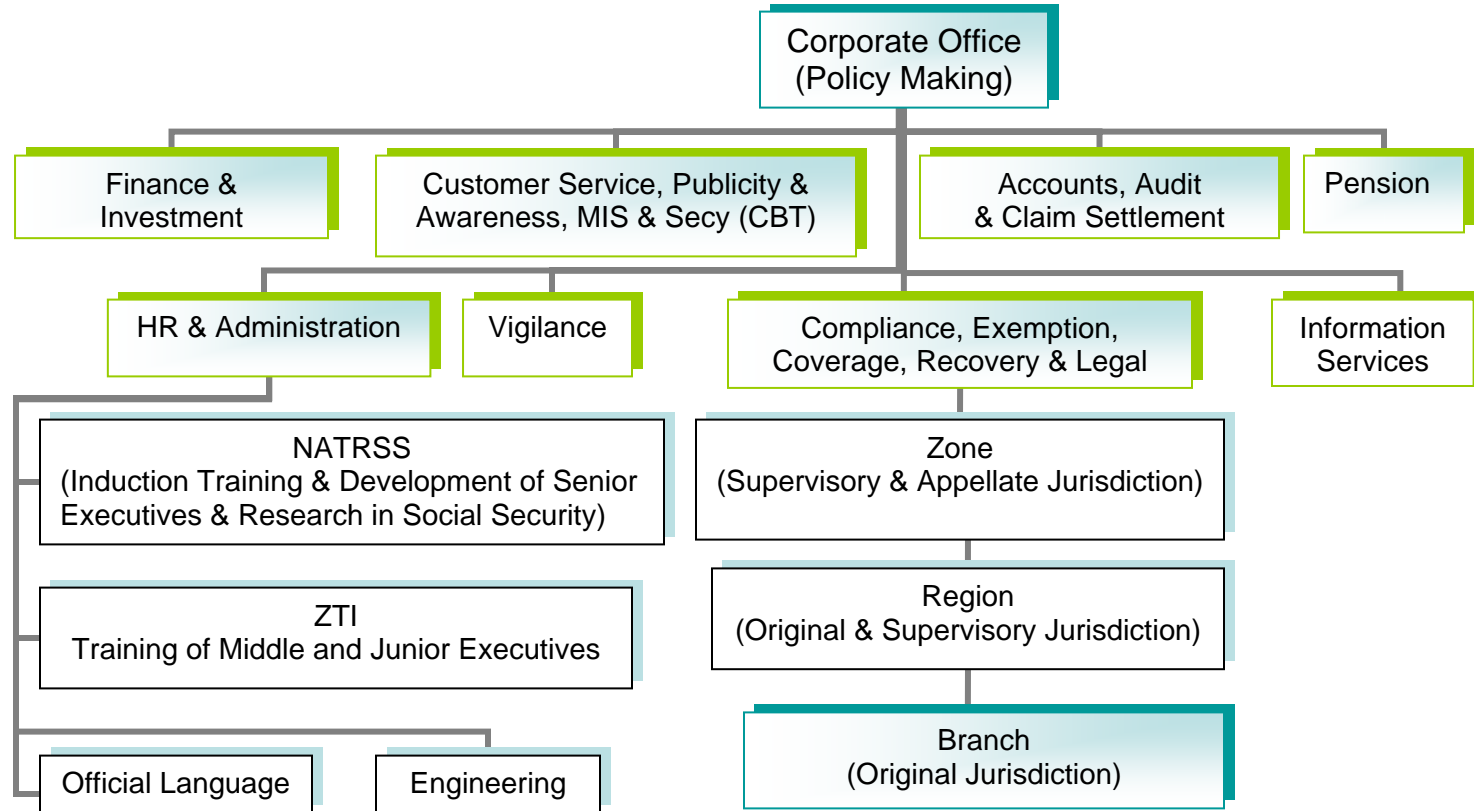 Corporate Office
(Policy Making)
Finance &
Investment
Customer Service, Publicity &
Awareness, MIS & Secy (CBT)
Accounts, Audit
& Claim Settlement
Pension
HR & Administration
Vigilance
Compliance, Exemption,
Coverage, Recovery & Legal
Information
Services
NATRSS
(Induction Training & Development of Senior
Executives & Research in Social Security)
Zone
(Supervisory & Appellate Jurisdiction)
ZTI
Training of Middle and Junior Executives
Region
(Original & Supervisory Jurisdiction)
Official Language
Engineering
Branch
(Original Jurisdiction)